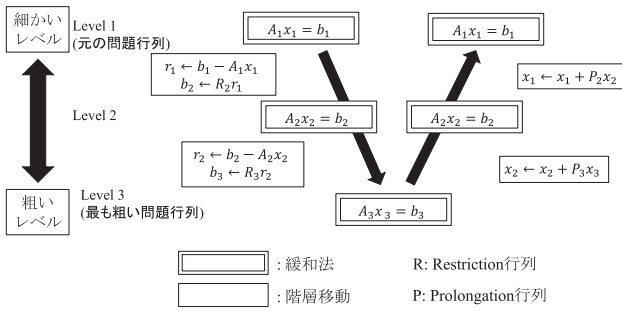 細かい
レベル
Level 1
(元の問題行列)
Level 2
Level 3
(最も粗い問題行列)
粗い
レベル
A₁x₁ = b₁
r₁ ← b₁ − A₁x₁
b₂ ← R₂r₁
A₂x₂ = b₂
r₂ ← b₂ − A₂x₂
b₃ ← R₃r₂
A₃x₃ = b₃
A₁x₁ = b₁
x₁ ← x₁ + P₂x₂
A₂x₂ = b₂
x₂ ← x₂ + P₃x₃
: 緩和法
: 階層移動
R: Restriction行列
P: Prolongation行列